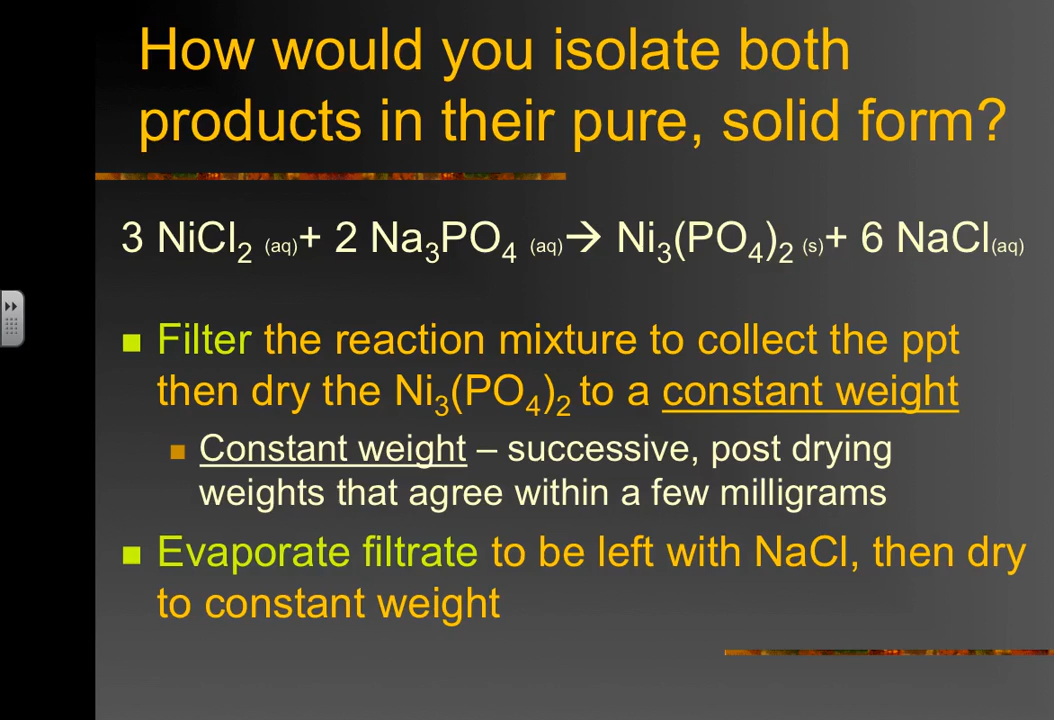 How would you isolate both
products in their pure, solid form?
3 NiCl₂ (aq)+ 2 Na₃PO₄ (aq)→ Ni₃(PO₄)₂ (s)+ 6 NaCl(aq)
Filter the reaction mixture to collect the ppt
then dry the Ni₃(PO₄)₂ to a constant weight
Constant weight – successive, post drying
weights that agree within a few milligrams
Evaporate filtrate to be left with NaCl, then dry
to constant weight